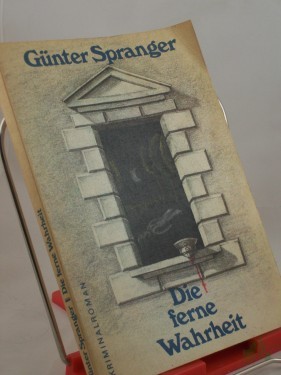 Günter Spranger
Die
ferne
Wahrheit
KRIMINALROMAN
Günter Spranger Die ferne Wahrheit